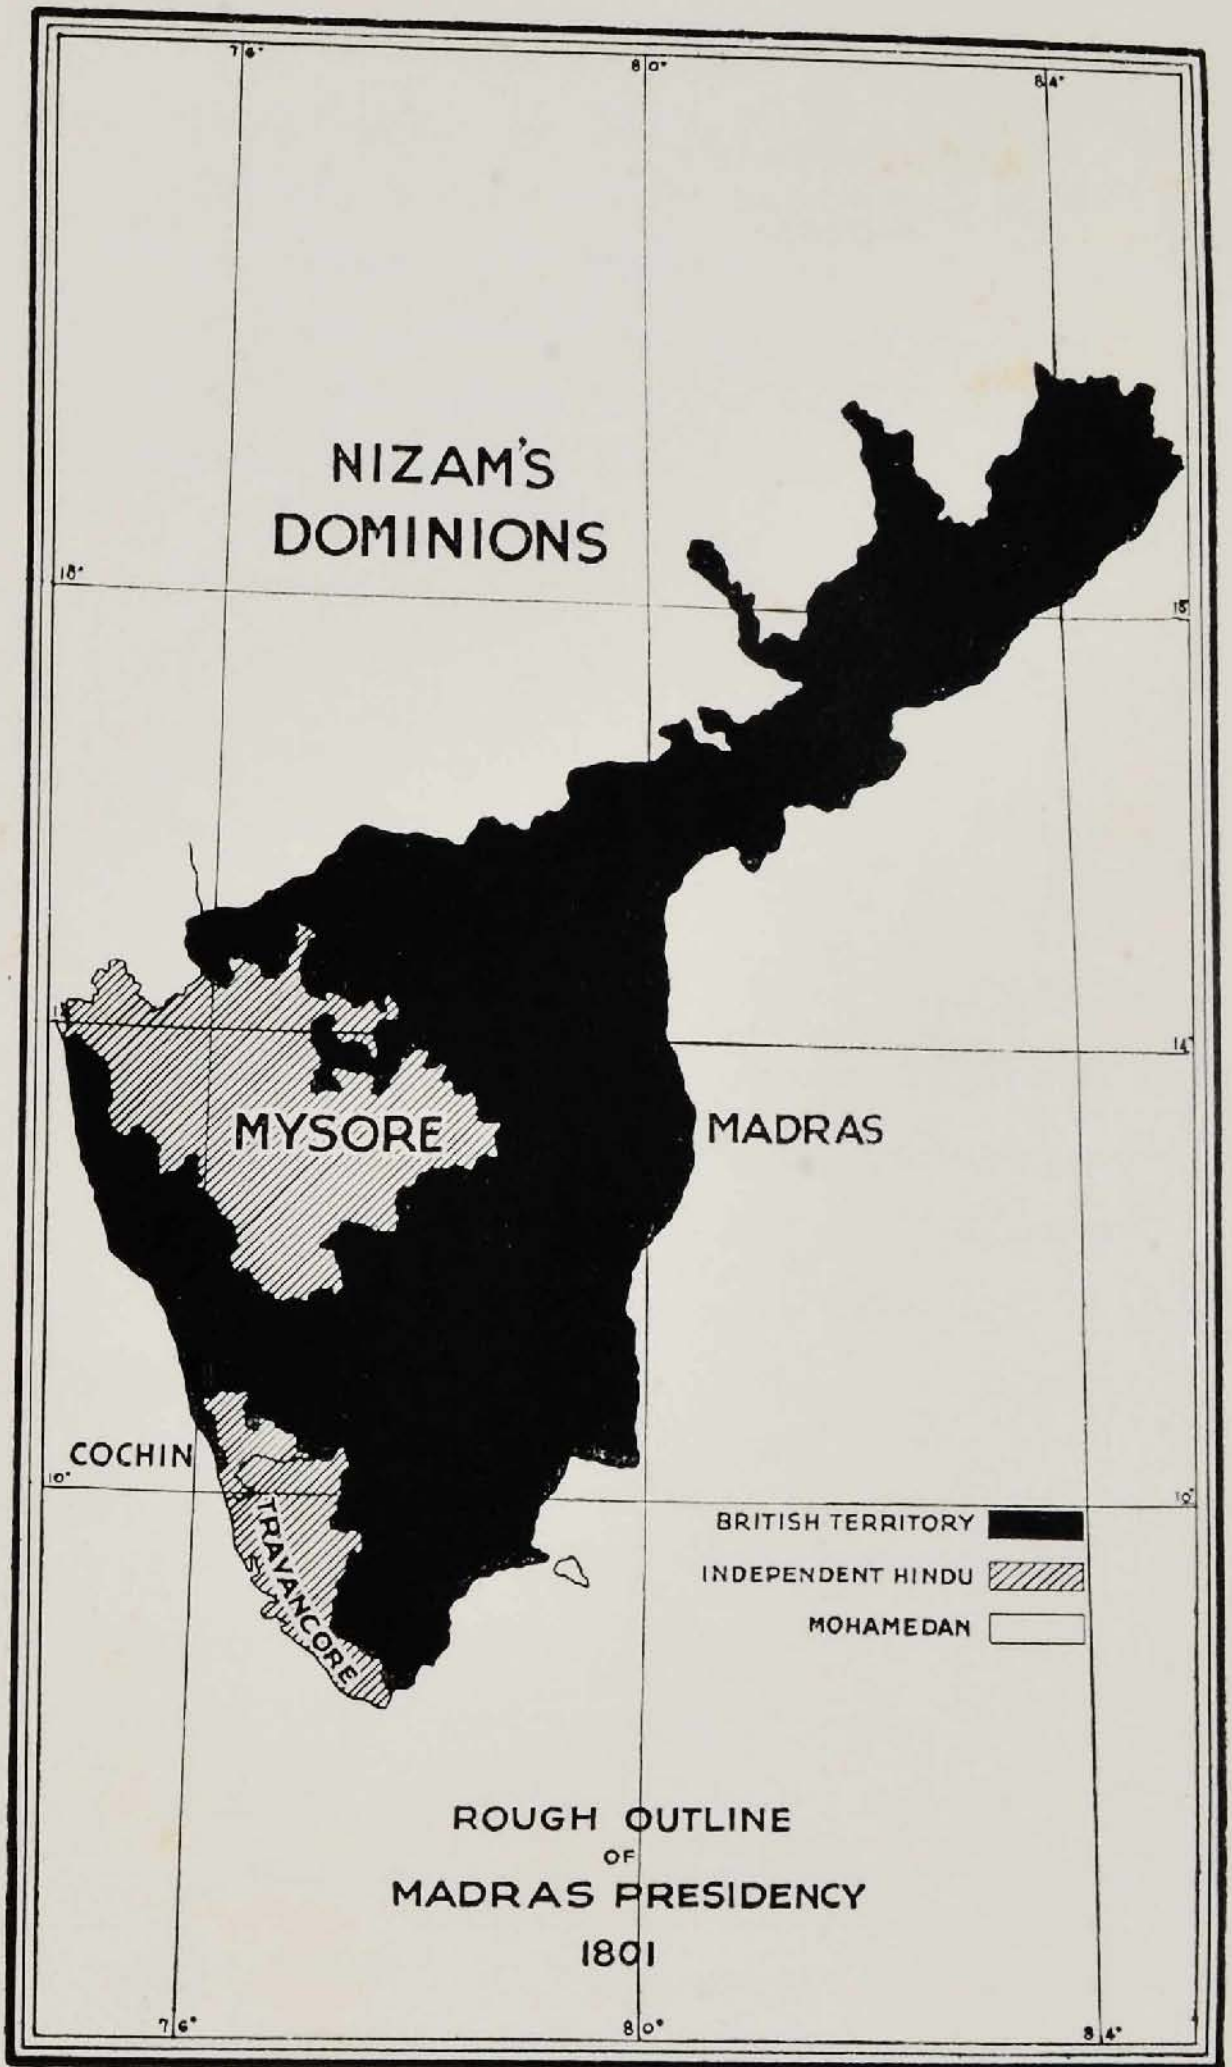 76°
80°
84°
NIZAM'S
DOMINIONS
18°
MYSORE
MADRAS
14°
COCHIN
10°
10°
TRAVANCORE
BRITISH TERRITORY
INDEPENDENT HINDU
MOHAMEDAN
ROUGH OUTLINE
OF
MADRAS PRESIDENCY
1801
76°
80°
84°